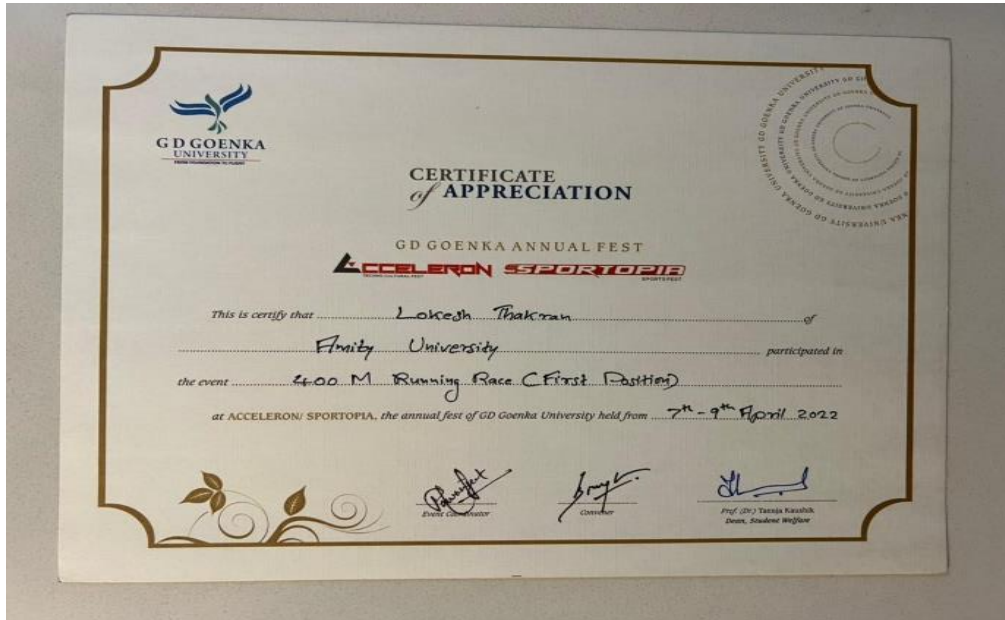 G D GOENKA
UNIVERSITY
CERTIFICATE
of APPRECIATION
GD GOENKA ANNUAL FEST
ACCELERON SPORTOPIA
SPORTS FEST
This is certify that Lokesh Thakran of
Amity University participated in
the event 400 M Running Race (First Position)
at ACCELERON/ SPORTOPIA, the annual fest of GD Goenka University held from 7th - 9th April 2022
Event Coordinator
Convener
Prof. (Dr.) Tanuja Kaushik
Dean, Student Welfare